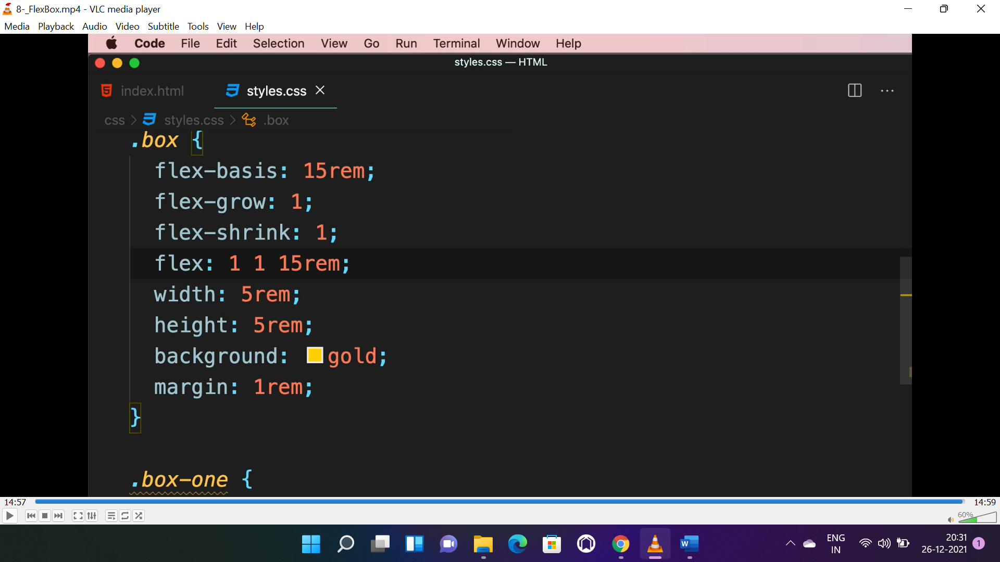 8-_FlexBox.mp4 - VLC media player
Media Playback Audio Video Subtitle Tools View Help
Code File Edit Selection View Go Run Terminal Window Help
styles.css — HTML
index.html styles.css
css > styles.css > .box
.box {
flex-basis: 15rem;
flex-grow: 1;
flex-shrink: 1;
flex: 1 1 15rem;
width: 5rem;
height: 5rem;
background: gold;
margin: 1rem;
}
.box-one {
14:57 14:59
60%
ENG 20:31
IN 26-12-2021 1